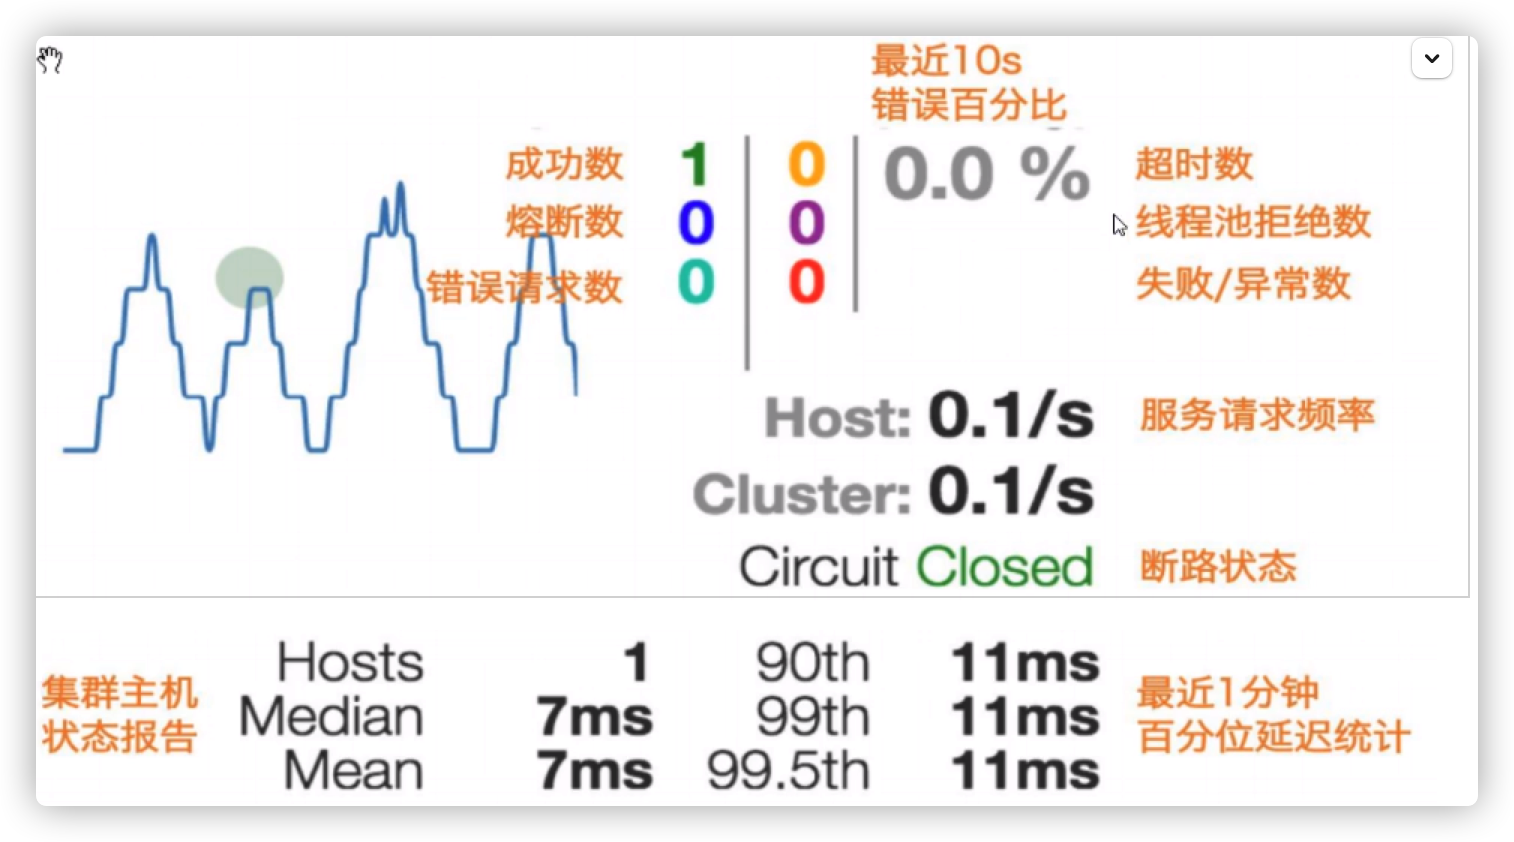 最近10s
错误百分比
成功数 1 0 0.0 % 超时数
熔断数 0 0 线程池拒绝数
错误请求数 0 0 失败/异常数
Host: 0.1/s 服务请求频率
Cluster: 0.1/s
Circuit Closed 断路状态
集群主机
状态报告
Hosts 1 90th 11ms
Median 7ms 99th 11ms
Mean 7ms 99.5th 11ms
最近1分钟
百分位延迟统计